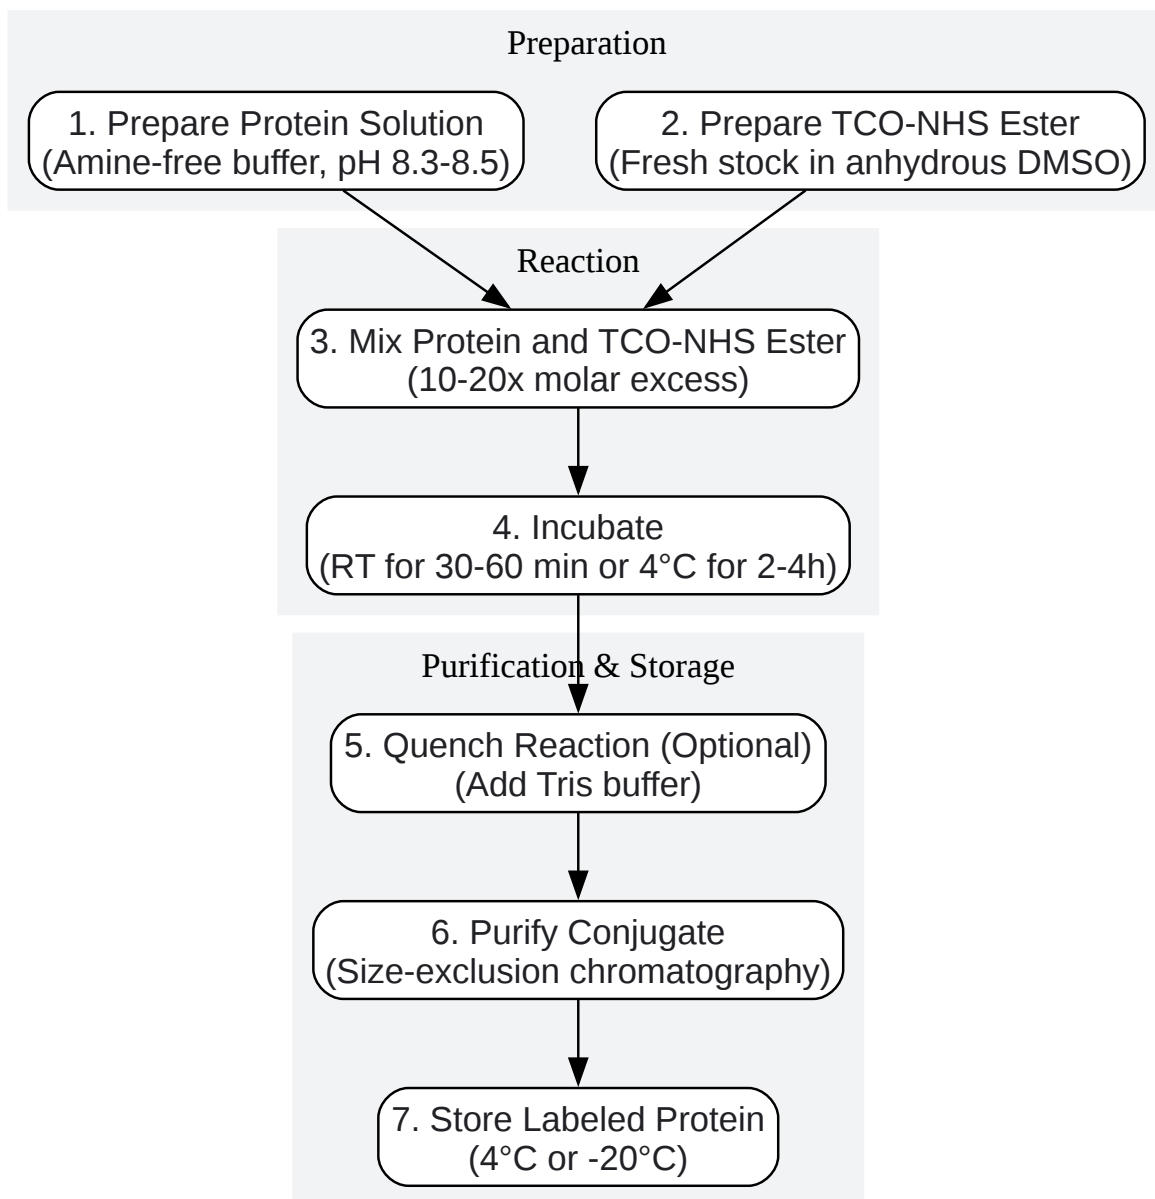 Preparation
1. Prepare Protein Solution
(Amine-free buffer, pH 8.3-8.5)
2. Prepare TCO-NHS Ester
(Fresh stock in anhydrous DMSO)
Reaction
3. Mix Protein and TCO-NHS Ester
(10-20x molar excess)
4. Incubate
(RT for 30-60 min or 4°C for 2-4h)
Purification & Storage
5. Quench Reaction (Optional)
(Add Tris buffer)
6. Purify Conjugate
(Size-exclusion chromatography)
7. Store Labeled Protein
(4°C or -20°C)